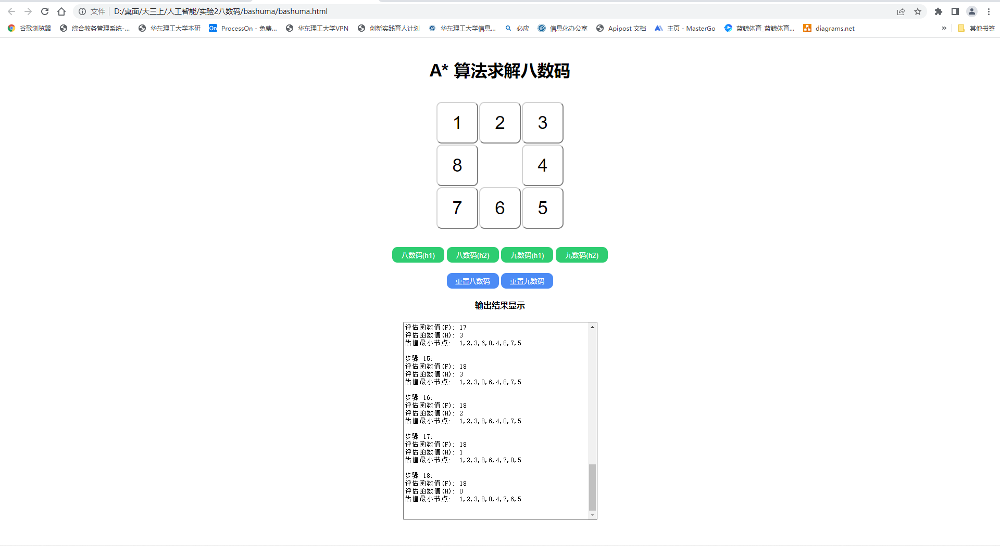 文件 D:/桌面/大三上/人工智能/实验2八数码/bashuma/bashuma.html
谷歌浏览器 综合教务管理系统-... 华东理工大学本研 On ProcessOn - 免费... 华东理工大学VPN 创新实践育人计划 华东理工大学信息... 必应 信息化办公室 Apipost 文档 主页 - MasterGo 蓝鲸体育_蓝鲸体育... diagrams.net » 其他书签
A* 算法求解八数码
1 2 3
8 4
7 6 5
八数码(h1) 八数码(h2) 九数码(h1) 九数码(h2)
重置八数码 重置九数码
输出结果显示
评估函数值(F): 17
评估函数值(H): 3
估值最小节点: 1,2,3,6,0,4,8,7,5
步骤 15:
评估函数值(F): 18
评估函数值(H): 3
估值最小节点: 1,2,3,0,6,4,8,7,5
步骤 16:
评估函数值(F): 18
评估函数值(H): 2
估值最小节点: 1,2,3,8,6,4,0,7,5
步骤 17:
评估函数值(F): 18
评估函数值(H): 1
估值最小节点: 1,2,3,8,6,4,7,0,5
步骤 18:
评估函数值(F): 18
评估函数值(H): 0
估值最小节点: 1,2,3,8,0,4,7,6,5